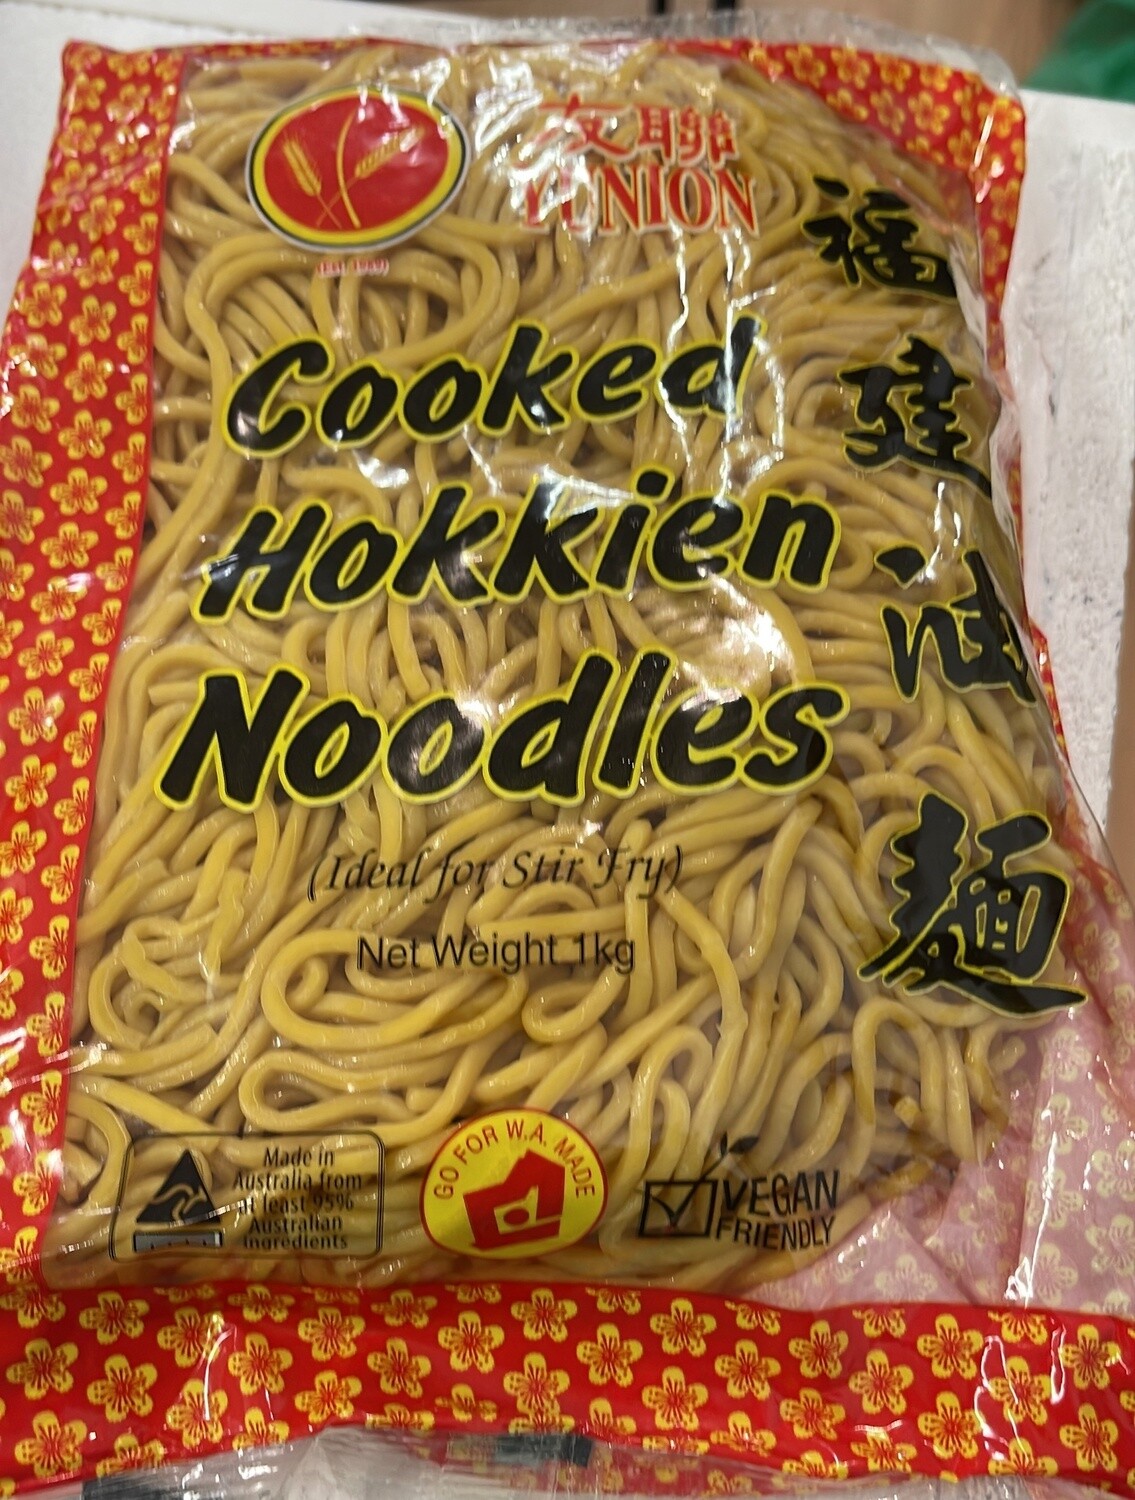 友聯
YUNION
福建油麵
Cooked
Hokkien
Noodles
(Ideal for Stir Fry)
Net Weight 1kg
Made in
Australia from
at least 95%
Australian
ingredients
GO FOR W.A. MADE
VEGAN
FRIENDLY